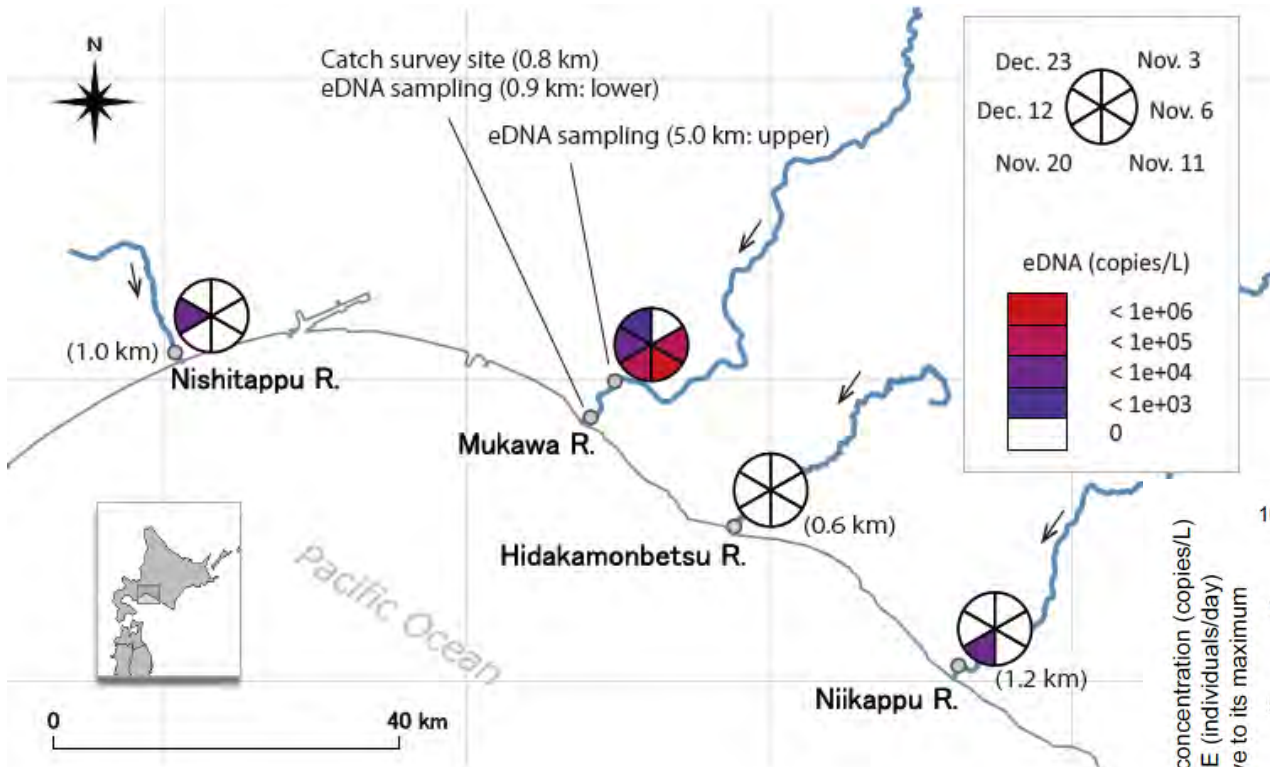 N
Catch survey site (0.8 km)
eDNA sampling (0.9 km: lower)
eDNA sampling (5.0 km: upper)
(1.0 km)
Nishitappu R.
Mukawa R.
(0.6 km)
Hidakamonbetsu R.
(1.2 km)
Niikappu R.
Pacific Ocean
0
40 km
Dec. 23
Nov. 3
Dec. 12
Nov. 6
Nov. 20
Nov. 11
eDNA (copies/L)
< 1e+06
< 1e+05
< 1e+04
< 1e+03
0
concentration (copies/L)
E (individuals/day)
ve to its maximum
1